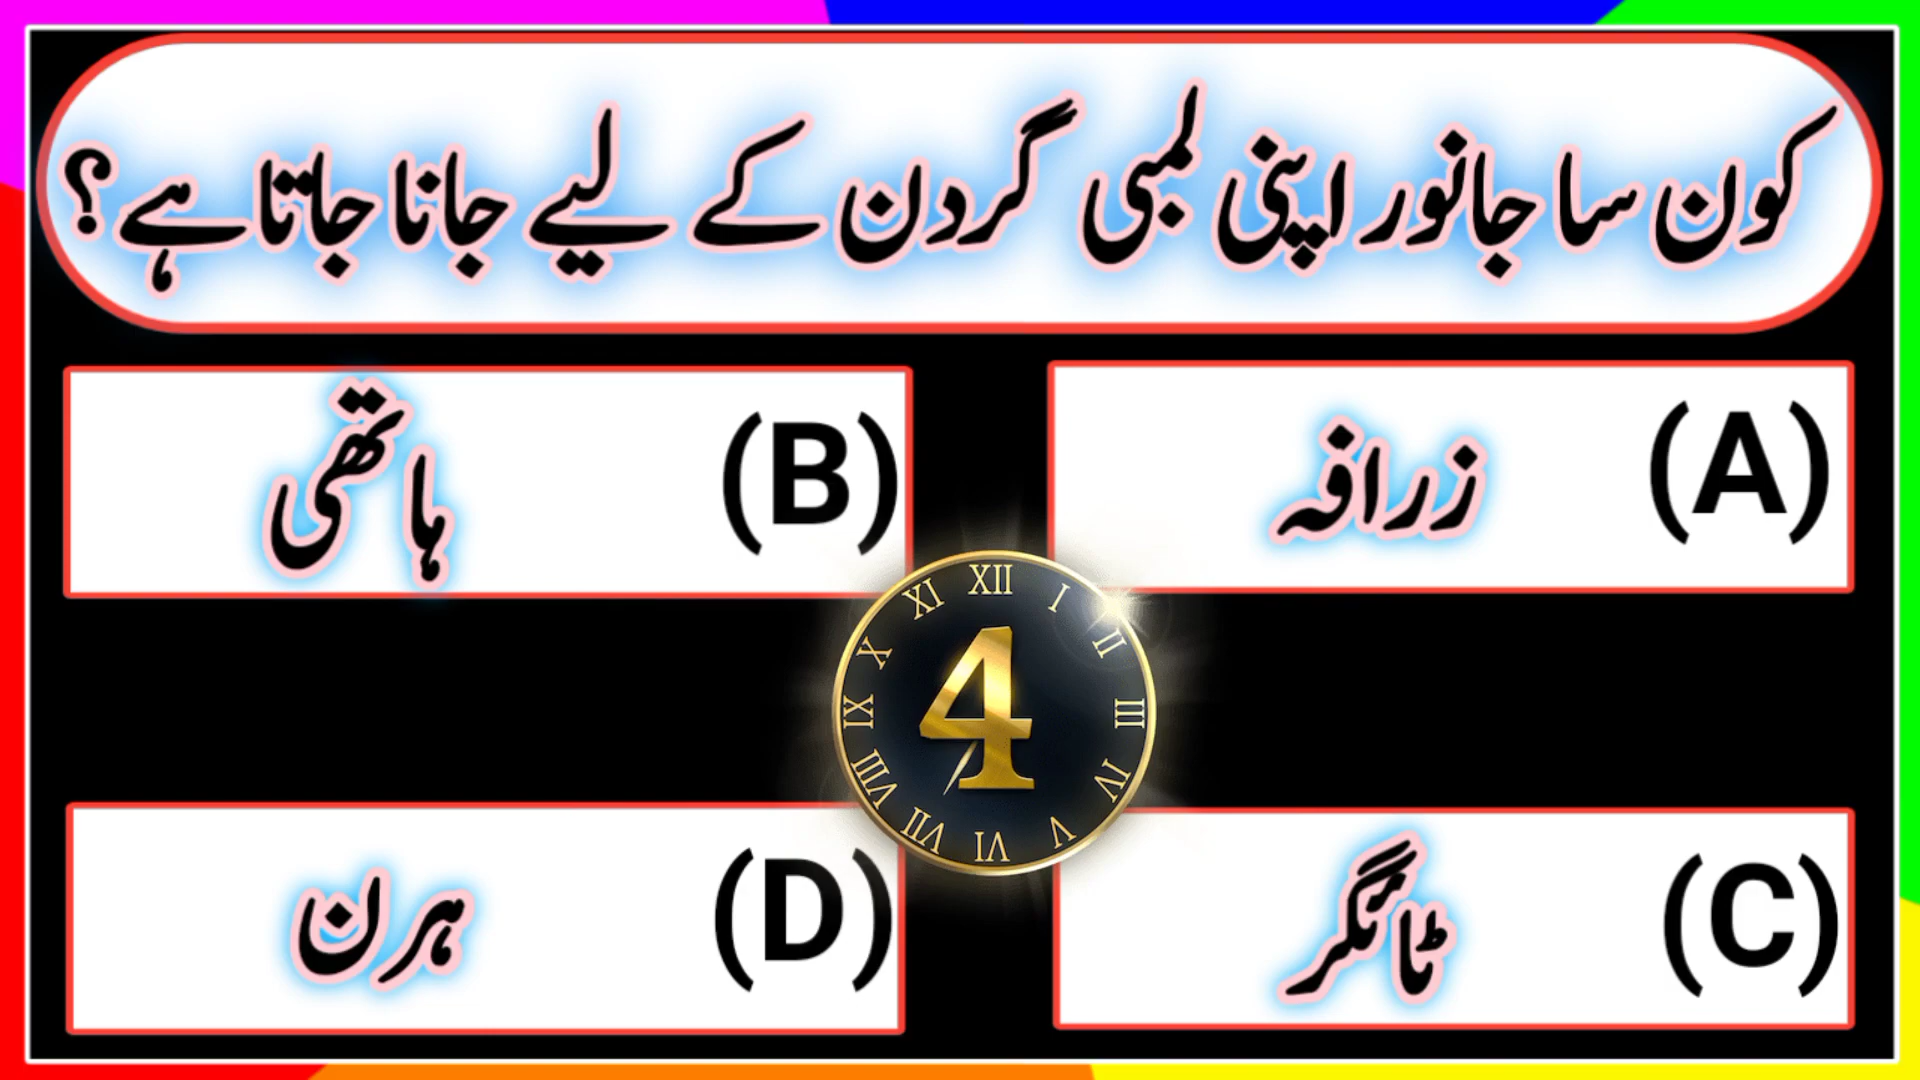 کون سا جانور اپنی لمبی گردن کے لیے جانا جاتا ہے؟
(A) زرافہ
(B) ہاتھی
XII
I
II
III
IV
V
VI
VII
VIII
IX
X
XI
4
(C) ٹائگر
(D) ہرن